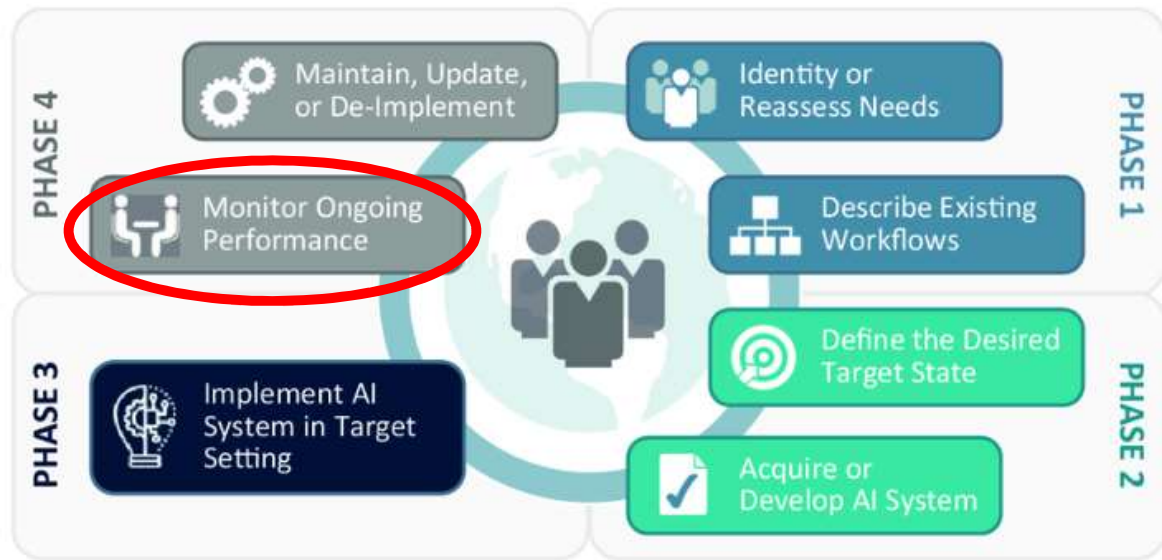 PHASE 1
Identity or
Reassess Needs
Describe Existing
Workflows
PHASE 2
Define the Desired
Target State
Acquire or
Develop AI System
PHASE 3
Implement AI
System in Target
Setting
PHASE 4
Monitor Ongoing
Performance
Maintain, Update,
or De-Implement